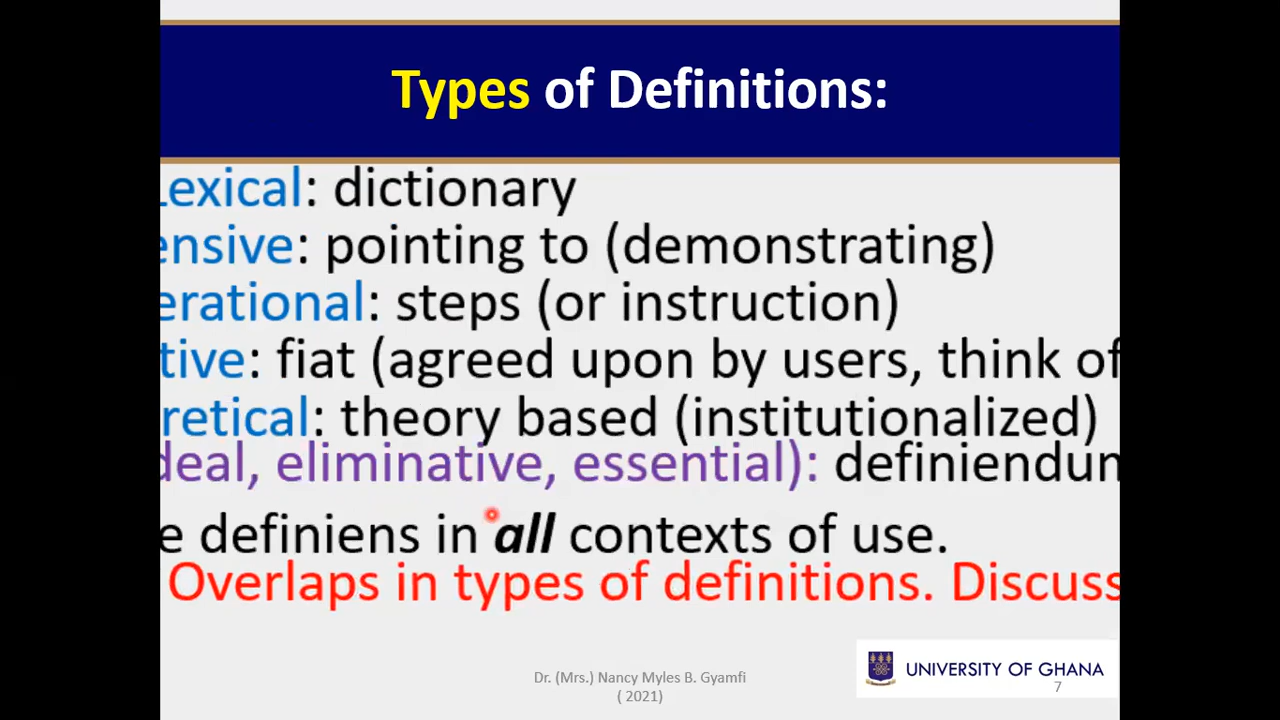 Types of Definitions:
Lexical: dictionary
ensive: pointing to (demonstrating)
erational: steps (or instruction)
tive: fiat (agreed upon by users, think of
retical: theory based (institutionalized)
deal, eliminative, essential): definiendum
e definiens in all contexts of use.
Overlaps in types of definitions. Discuss
Dr. (Mrs.) Nancy Myles B. Gyamfi
( 2021)
UNIVERSITY OF GHANA
7